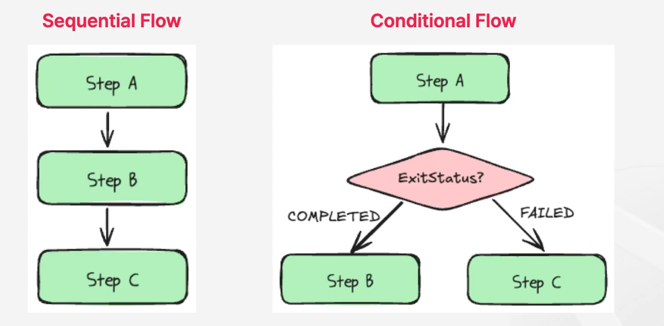 Sequential Flow
Step A
Step B
Step C
Conditional Flow
Step A
ExitStatus?
COMPLETED
FAILED
Step B
Step C